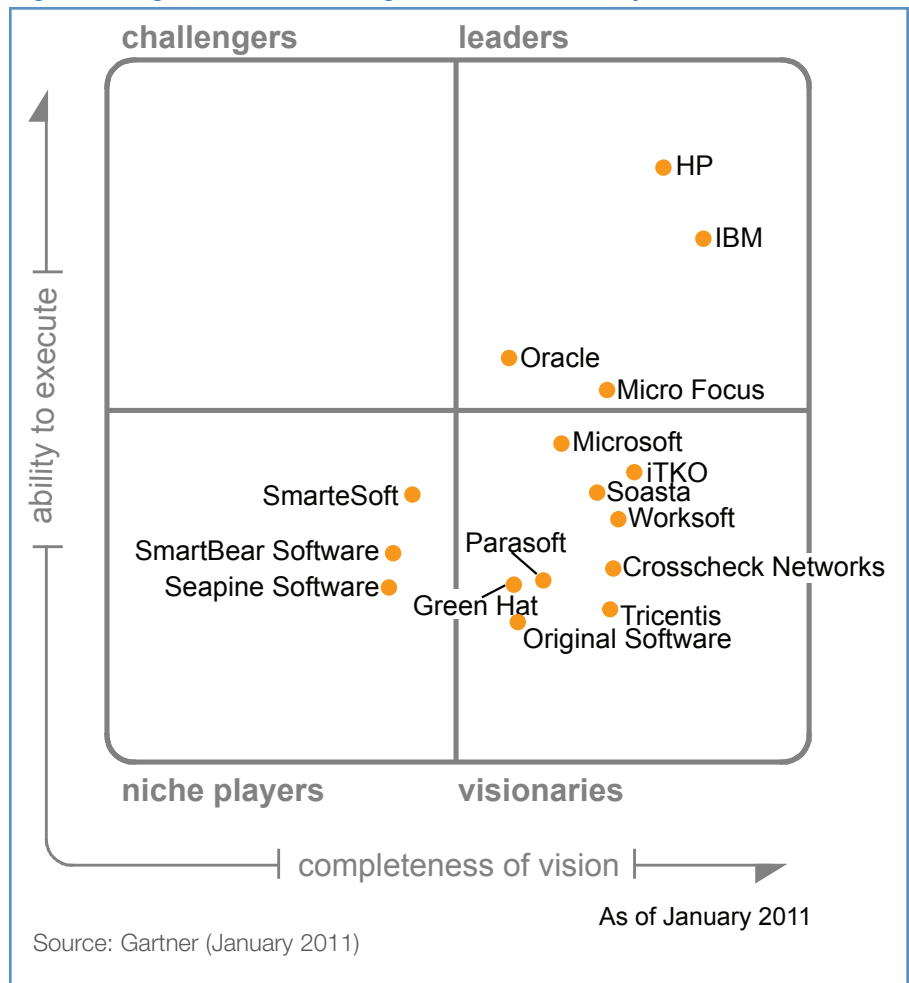 challengers
leaders
HP
IBM
Oracle
Micro Focus
Microsoft
iTKO
SmarteSoft
Soasta
Worksoft
Parasoft
SmartBear Software
Crosscheck Networks
Seapine Software
Green Hat
Tricentis
Original Software
ability to execute
niche players
visionaries
completeness of vision
As of January 2011
Source: Gartner (January 2011)